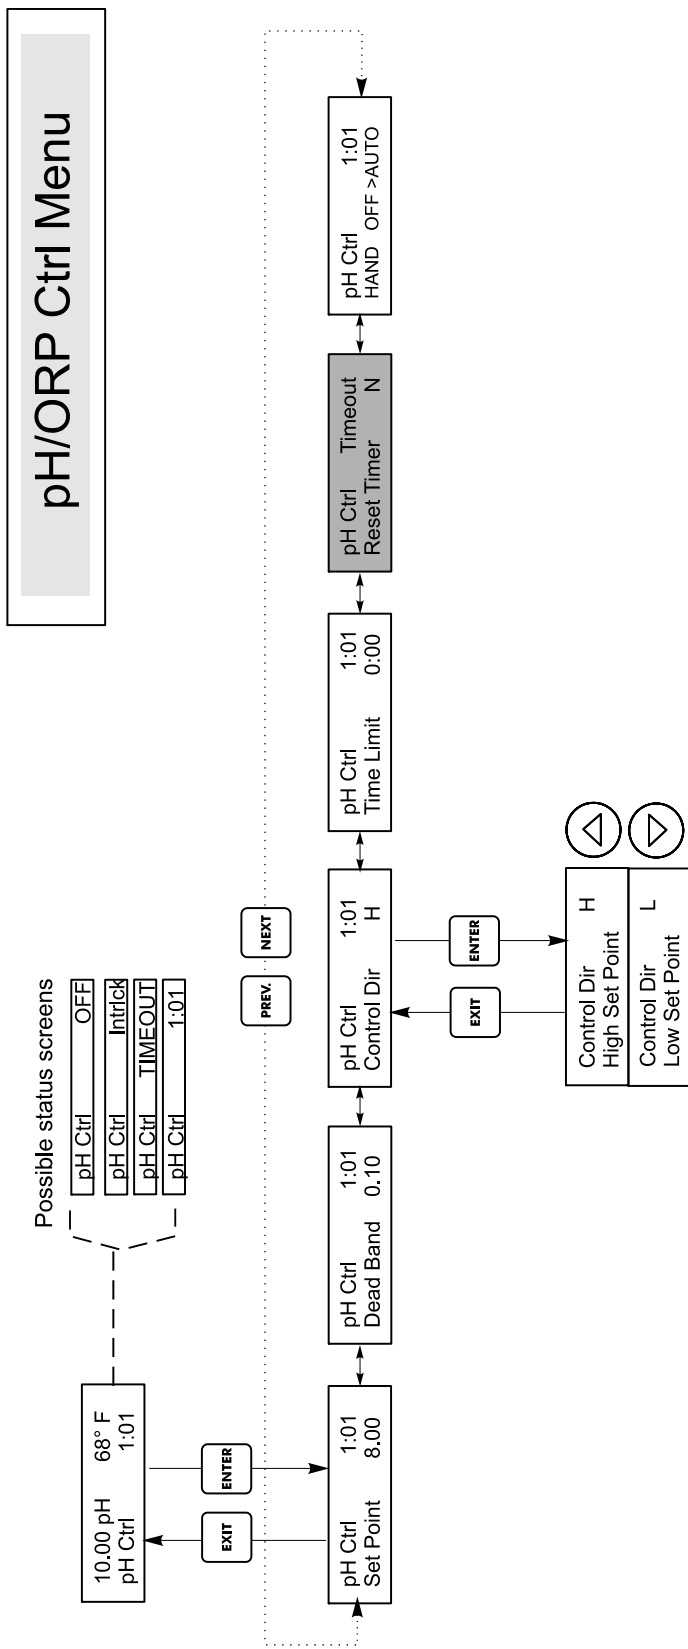 pH/ORP Ctrl Menu
Possible status screens
pH Ctrl OFF
pH Ctrl Intrlck
pH Ctrl TIMEOUT
pH Ctrl 1:01
10.00 pH 68° F
pH Ctrl 1:01
EXIT
ENTER
PREV.
NEXT
pH Ctrl 1:01
Set Point 8.00
pH Ctrl 1:01
Dead Band 0.10
pH Ctrl 1:01
Control Dir H
pH Ctrl 1:01
Time Limit 0:00
pH Ctrl Timeout
Reset Timer N
pH Ctrl 1:01
HAND OFF >AUTO
EXIT
ENTER
Control Dir H
High Set Point
Control Dir L
Low Set Point